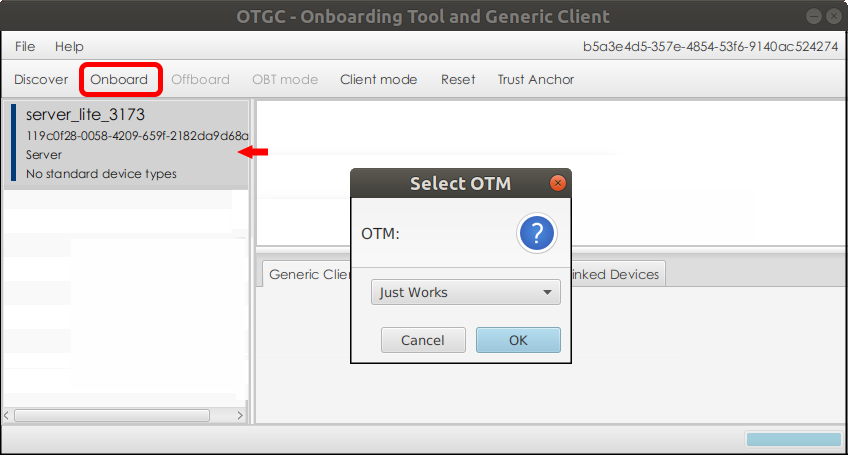 OTGC - Onboarding Tool and Generic Client
File Help b5a3e4d5-357e-4854-53f6-9140ac524274
Discover Onboard Offboard OBT mode Client mode Reset Trust Anchor
server_lite_3173
119c0f28-0058-4209-659f-2182da9d68a
Server
No standard device types
Select OTM
OTM:
?
Generic Clie inked Devices
Just Works
Cancel OK